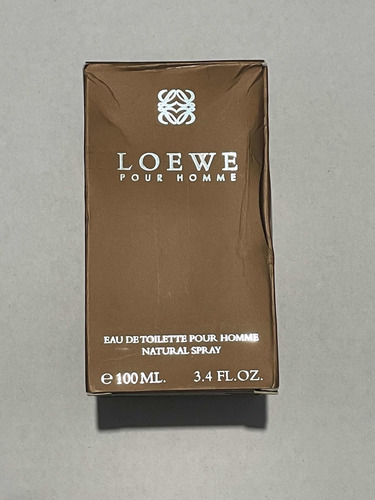 LOEWE
POUR HOMME
EAU DE TOILETTE POUR HOMME
NATURAL SPRAY
℮ 100 ML. 3.4 FL.OZ.